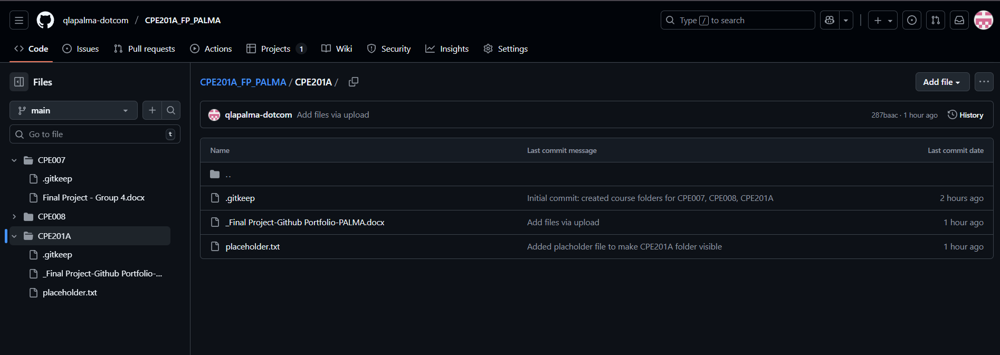 qlapalma-dotcom / CPE201A_FP_PALMA
Type / to search
Code
Issues
Pull requests
Actions
Projects 1
Wiki
Security
Insights
Settings
Files
main
Go to file
t
CPE007
.gitkeep
Final Project - Group 4.docx
CPE008
CPE201A
.gitkeep
_Final Project-Github Portfolio-...
placeholder.txt
CPE201A_FP_PALMA / CPE201A /
Add file
qlapalma-dotcom Add files via upload
287baac · 1 hour ago
History
Name Last commit message Last commit date
..
.gitkeep Initial commit: created course folders for CPE007, CPE008, CPE201A 2 hours ago
_Final Project-Github Portfolio-PALMA.docx Add files via upload 1 hour ago
placeholder.txt Added placholder file to make CPE201A folder visible 1 hour ago